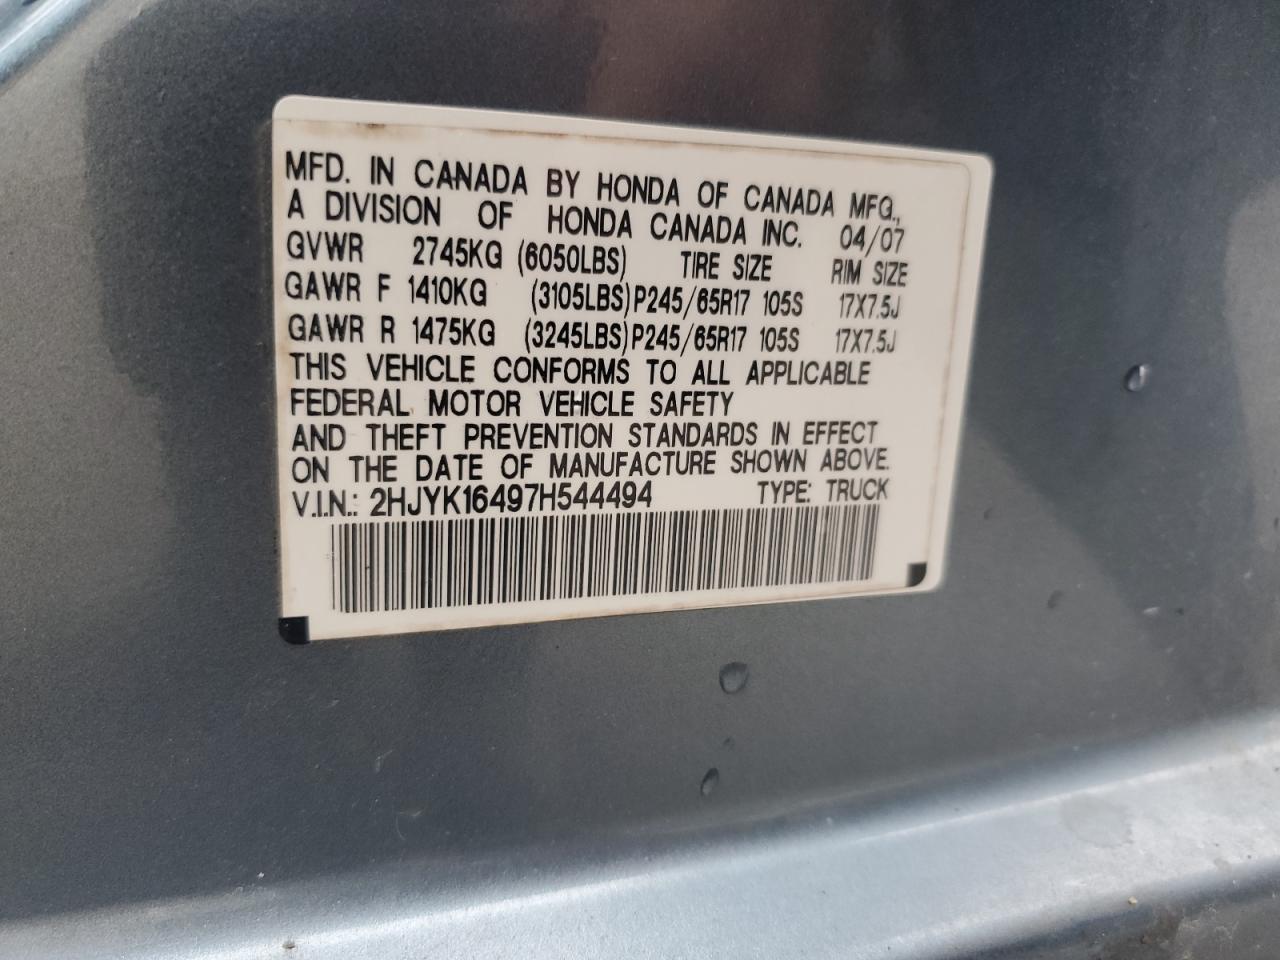 MFD. IN CANADA BY HONDA OF CANADA MFG.,
A DIVISION OF HONDA CANADA INC. 04/07
GVWR 2745KG (6050LBS) TIRE SIZE RIM SIZE
GAWR F 1410KG (3105LBS) P245/65R17 105S 17X7.5J
GAWR R 1475KG (3245LBS) P245/65R17 105S 17X7.5J
THIS VEHICLE CONFORMS TO ALL APPLICABLE
FEDERAL MOTOR VEHICLE SAFETY
AND THEFT PREVENTION STANDARDS IN EFFECT
ON THE DATE OF MANUFACTURE SHOWN ABOVE.
V.I.N.: 2HJYK16497H544494 TYPE: TRUCK